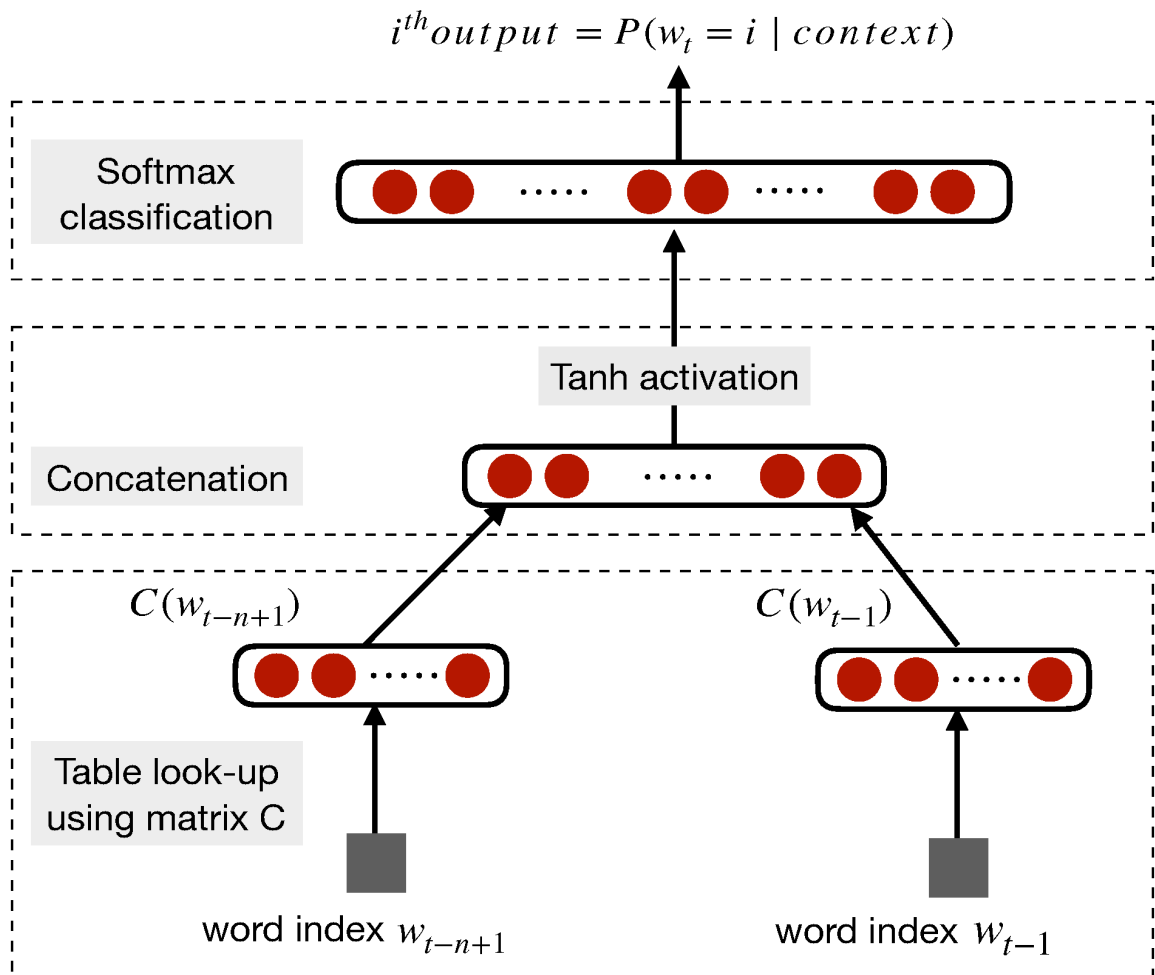 i^{th} output = P(w_t = i | context)
Softmax
classification
Tanh activation
Concatenation
C(w_{t-n+1})
C(w_{t-1})
Table look-up
using matrix C
word index w_{t-n+1}
word index w_{t-1}